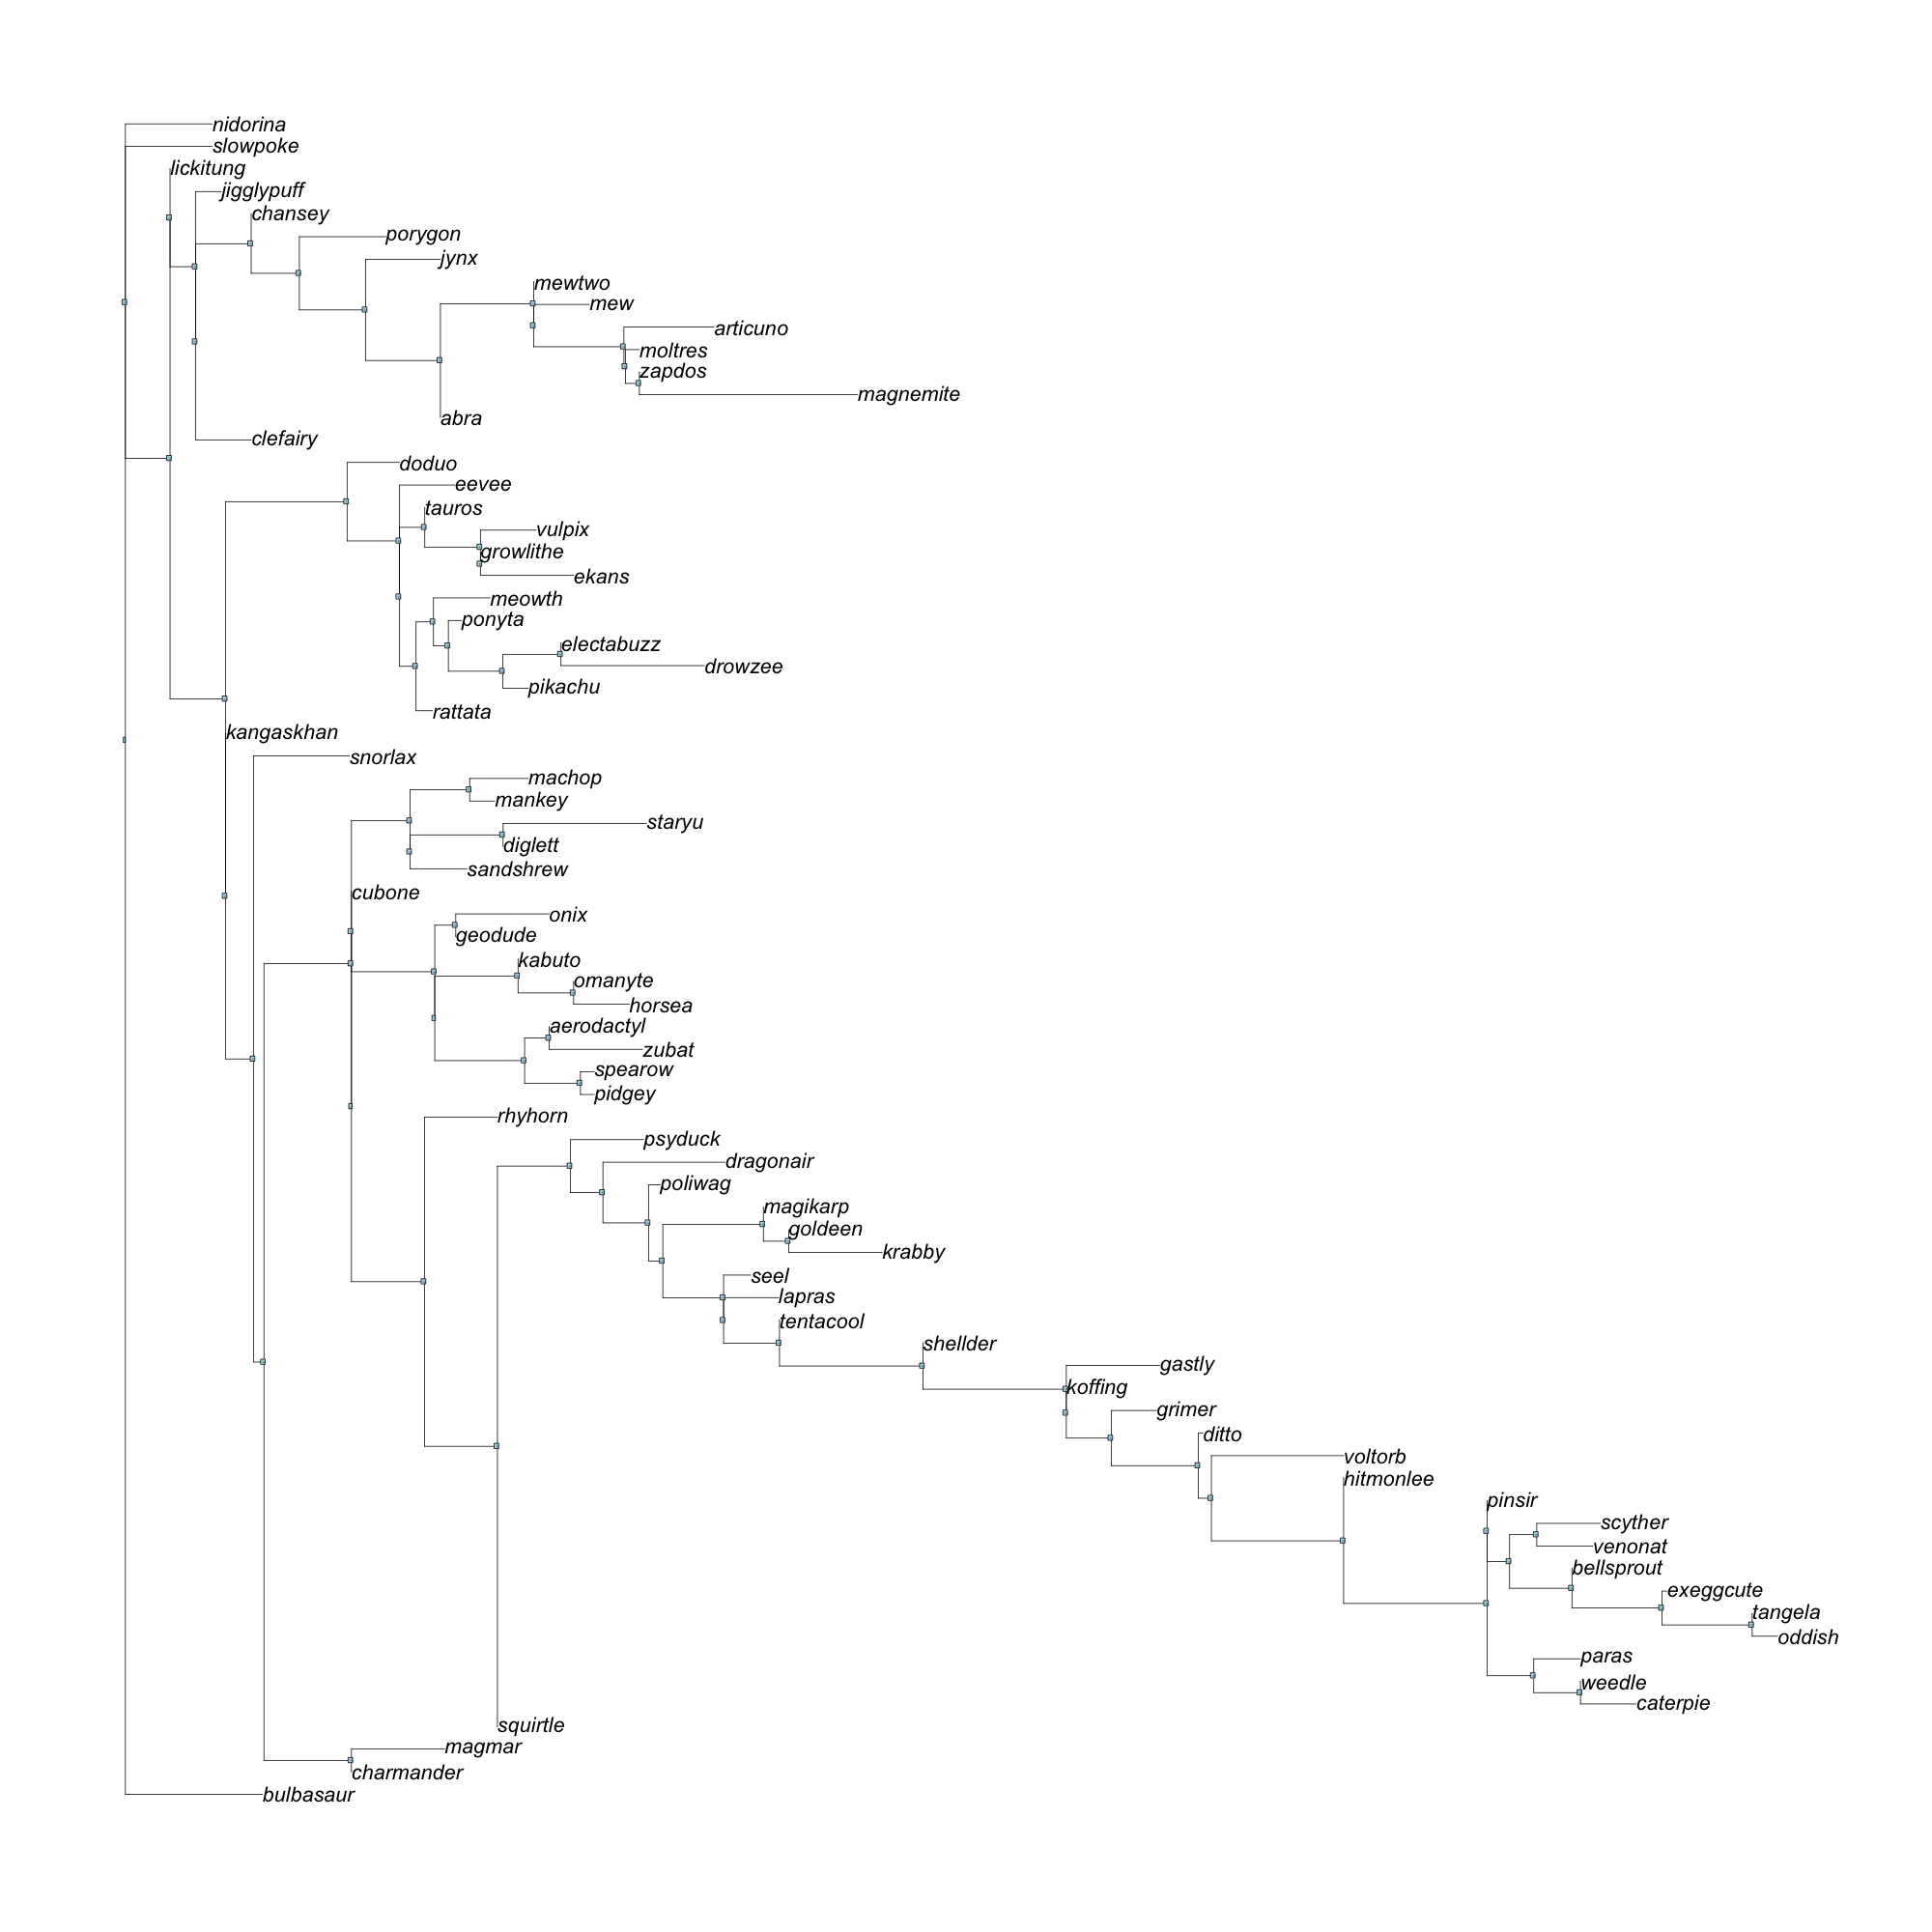 nidorina
slowpoke
lickitung
jigglypuff
chansey
porygon
jynx
mewtwo
mew
articuno
moltres
zapdos
magnemite
abra
clefairy
doduo
eevee
tauros
vulpix
growlithe
ekans
meowth
ponyta
electabuzz
drowzee
pikachu
rattata
kangaskhan
snorlax
machop
mankey
staryu
diglett
sandshrew
cubone
onix
geodude
kabuto
omanyte
horsea
aerodactyl
zubat
spearow
pidgey
rhyhorn
psyduck
dragonair
poliwag
magikarp
goldeen
krabby
seel
lapras
tentacool
shellder
gastly
koffing
grimer
ditto
voltorb
hitmonlee
pinsir
scyther
venonat
bellsprout
exeggcute
tangela
oddish
paras
weedle
caterpie
squirtle
magmar
charmander
bulbasaur